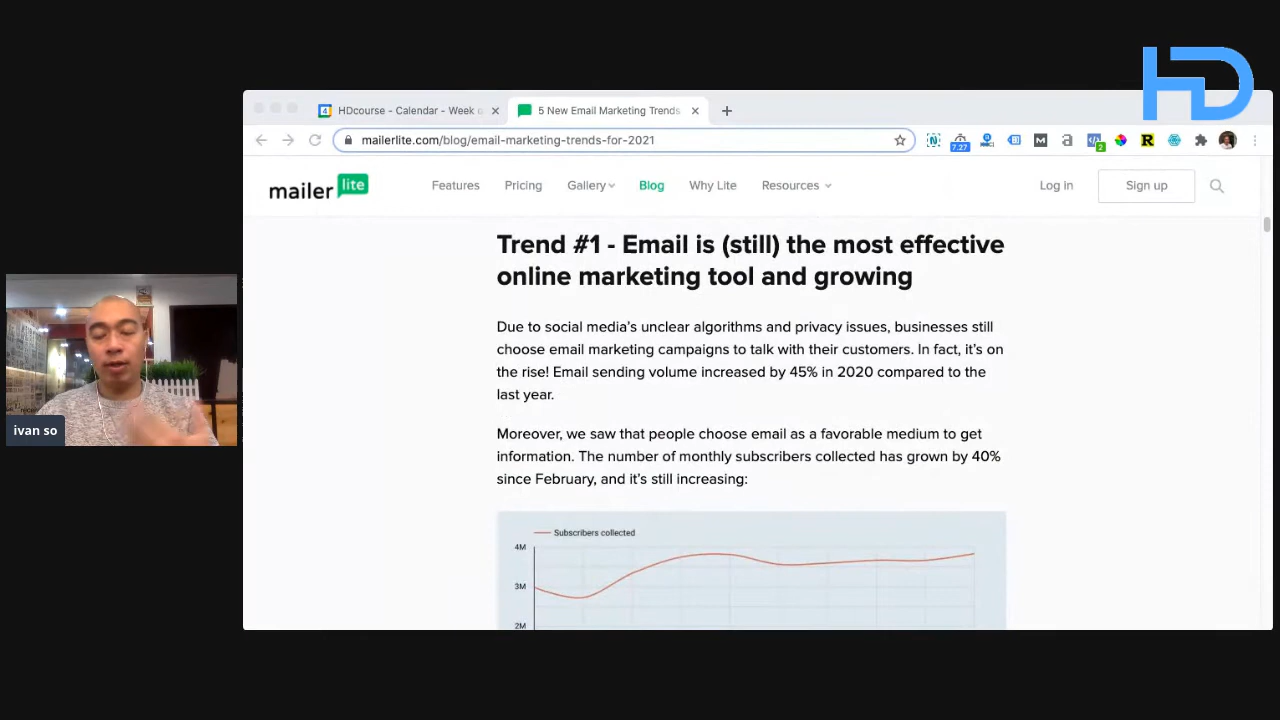 HD
HDcourse - Calendar - Week o
5 New Email Marketing Trends
mailerlite.com/blog/email-marketing-trends-for-2021
7.27
2
mailer lite
Features
Pricing
Gallery
Blog
Why Lite
Resources
Log in
Sign up
Trend #1 - Email is (still) the most effective
online marketing tool and growing
Due to social media’s unclear algorithms and privacy issues, businesses still
choose email marketing campaigns to talk with their customers. In fact, it’s on
the rise! Email sending volume increased by 45% in 2020 compared to the
last year.
Moreover, we saw that people choose email as a favorable medium to get
information. The number of monthly subscribers collected has grown by 40%
since February, and it’s still increasing:
Subscribers collected
4M
3M
2M
ivan so